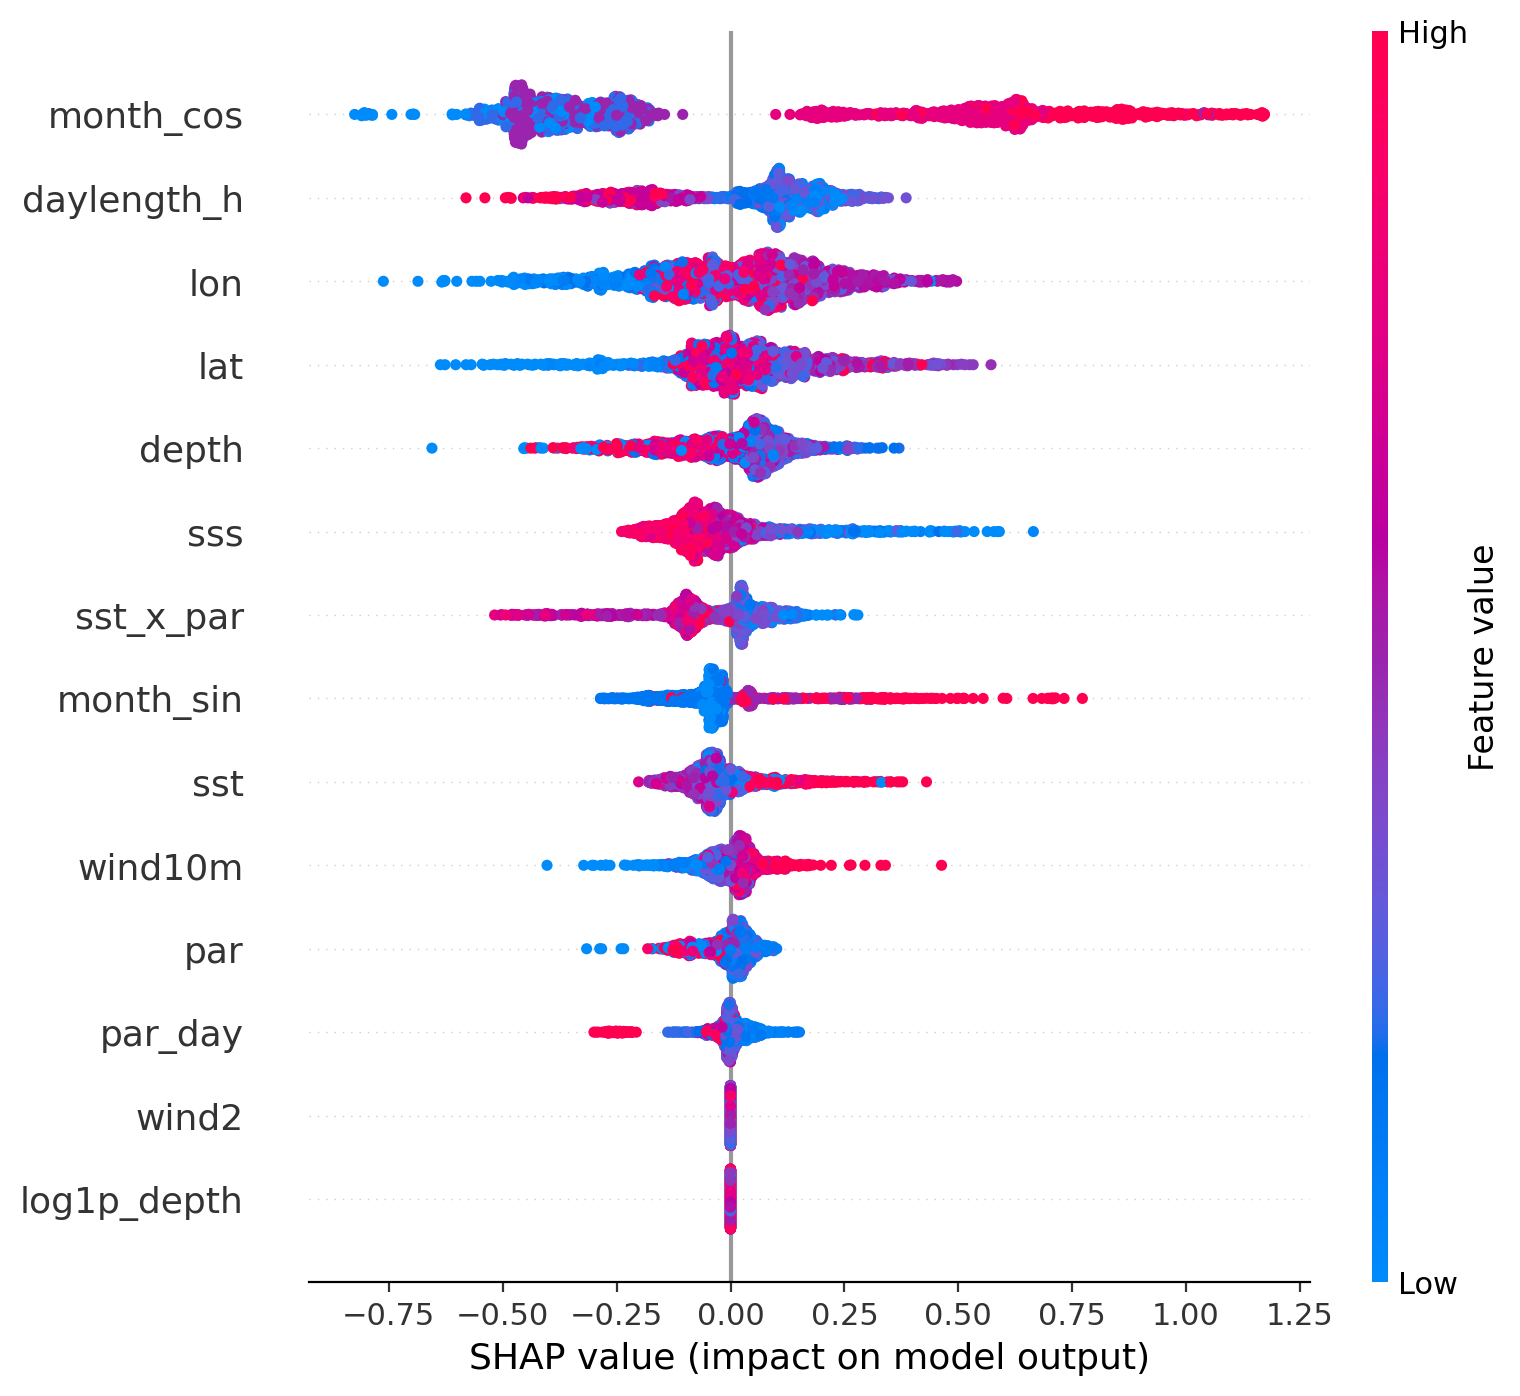 High
month_cos
daylength_h
lon
lat
depth
sss
sst_x_par
month_sin
sst
wind10m
par
par_day
wind2
log1p_depth
Feature value
Low
−0.75 −0.50 −0.25 0.00 0.25 0.50 0.75 1.00 1.25
SHAP value (impact on model output)